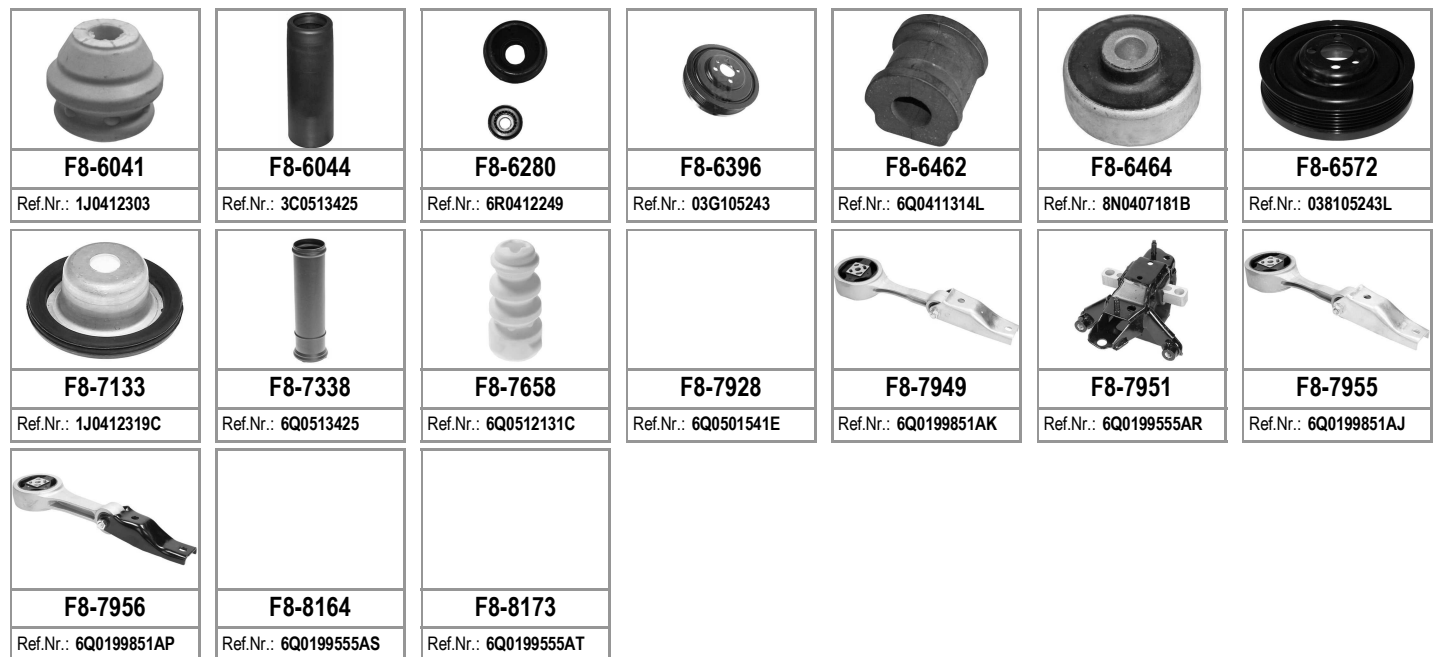 F8-6041
Ref.Nr.: 1J0412303
F8-6044
Ref.Nr.: 3C0513425
F8-6280
Ref.Nr.: 6R0412249
F8-6396
Ref.Nr.: 03G105243
F8-6462
Ref.Nr.: 6Q0411314L
F8-6464
Ref.Nr.: 8N0407181B
F8-6572
Ref.Nr.: 038105243L
F8-7133
Ref.Nr.: 1J0412319C
F8-7338
Ref.Nr.: 6Q0513425
F8-7658
Ref.Nr.: 6Q0512131C
F8-7928
Ref.Nr.: 6Q0501541E
F8-7949
Ref.Nr.: 6Q0199851AK
F8-7951
Ref.Nr.: 6Q0199555AR
F8-7955
Ref.Nr.: 6Q0199851AJ
F8-7956
Ref.Nr.: 6Q0199851AP
F8-8164
Ref.Nr.: 6Q0199555AS
F8-8173
Ref.Nr.: 6Q0199555AT